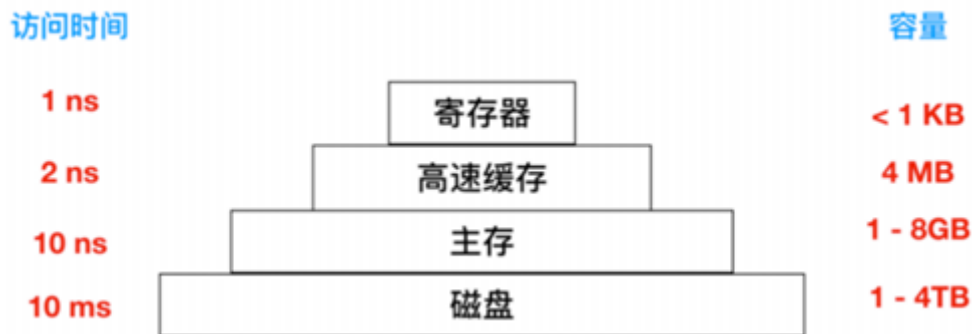 访问时间 容量
1 ns 寄存器 < 1 KB
2 ns 高速缓存 4 MB
10 ns 主存 1 - 8GB
10 ms 磁盘 1 - 4TB